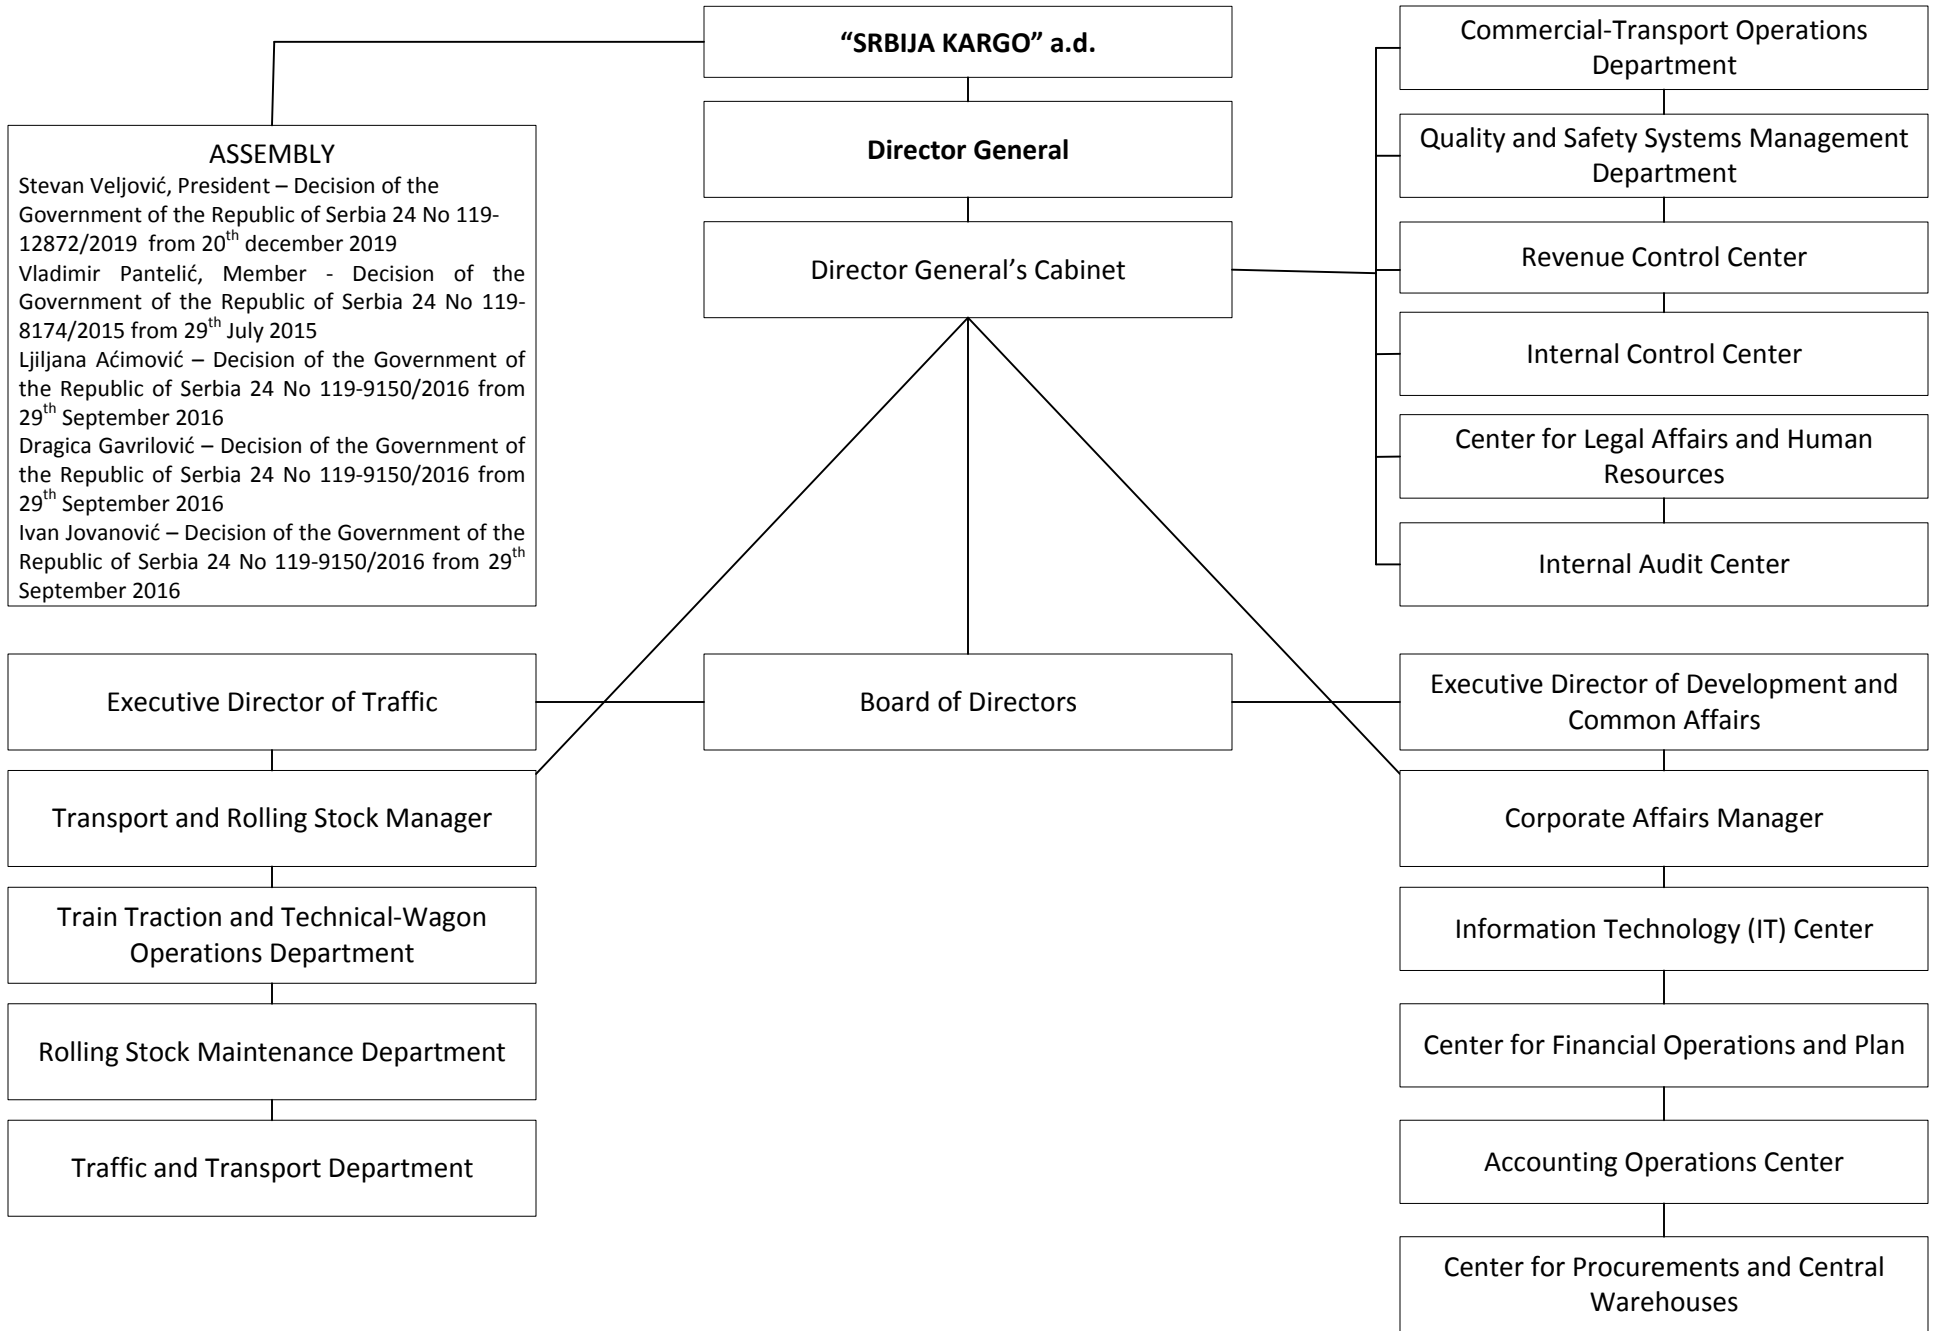 “SRBIJA KARGO” a.d.
Director General
Director General’s Cabinet
ASSEMBLY
Stevan Veljović, President – Decision of the
Government of the Republic of Serbia 24 No 119-
12872/2019 from 20th december 2019
Vladimir Pantelić, Member - Decision of the
Government of the Republic of Serbia 24 No 119-
8174/2015 from 29th July 2015
Ljiljana Aćimović – Decision of the Government of
the Republic of Serbia 24 No 119-9150/2016 from
29th September 2016
Dragica Gavrilović – Decision of the Government of
the Republic of Serbia 24 No 119-9150/2016 from
29th September 2016
Ivan Jovanović – Decision of the Government of the
Republic of Serbia 24 No 119-9150/2016 from 29th
September 2016
Commercial-Transport Operations
Department
Quality and Safety Systems Management
Department
Revenue Control Center
Internal Control Center
Center for Legal Affairs and Human
Resources
Internal Audit Center
Executive Director of Traffic
Transport and Rolling Stock Manager
Train Traction and Technical-Wagon
Operations Department
Rolling Stock Maintenance Department
Traffic and Transport Department
Board of Directors
Executive Director of Development and
Common Affairs
Corporate Affairs Manager
Information Technology (IT) Center
Center for Financial Operations and Plan
Accounting Operations Center
Center for Procurements and Central
Warehouses